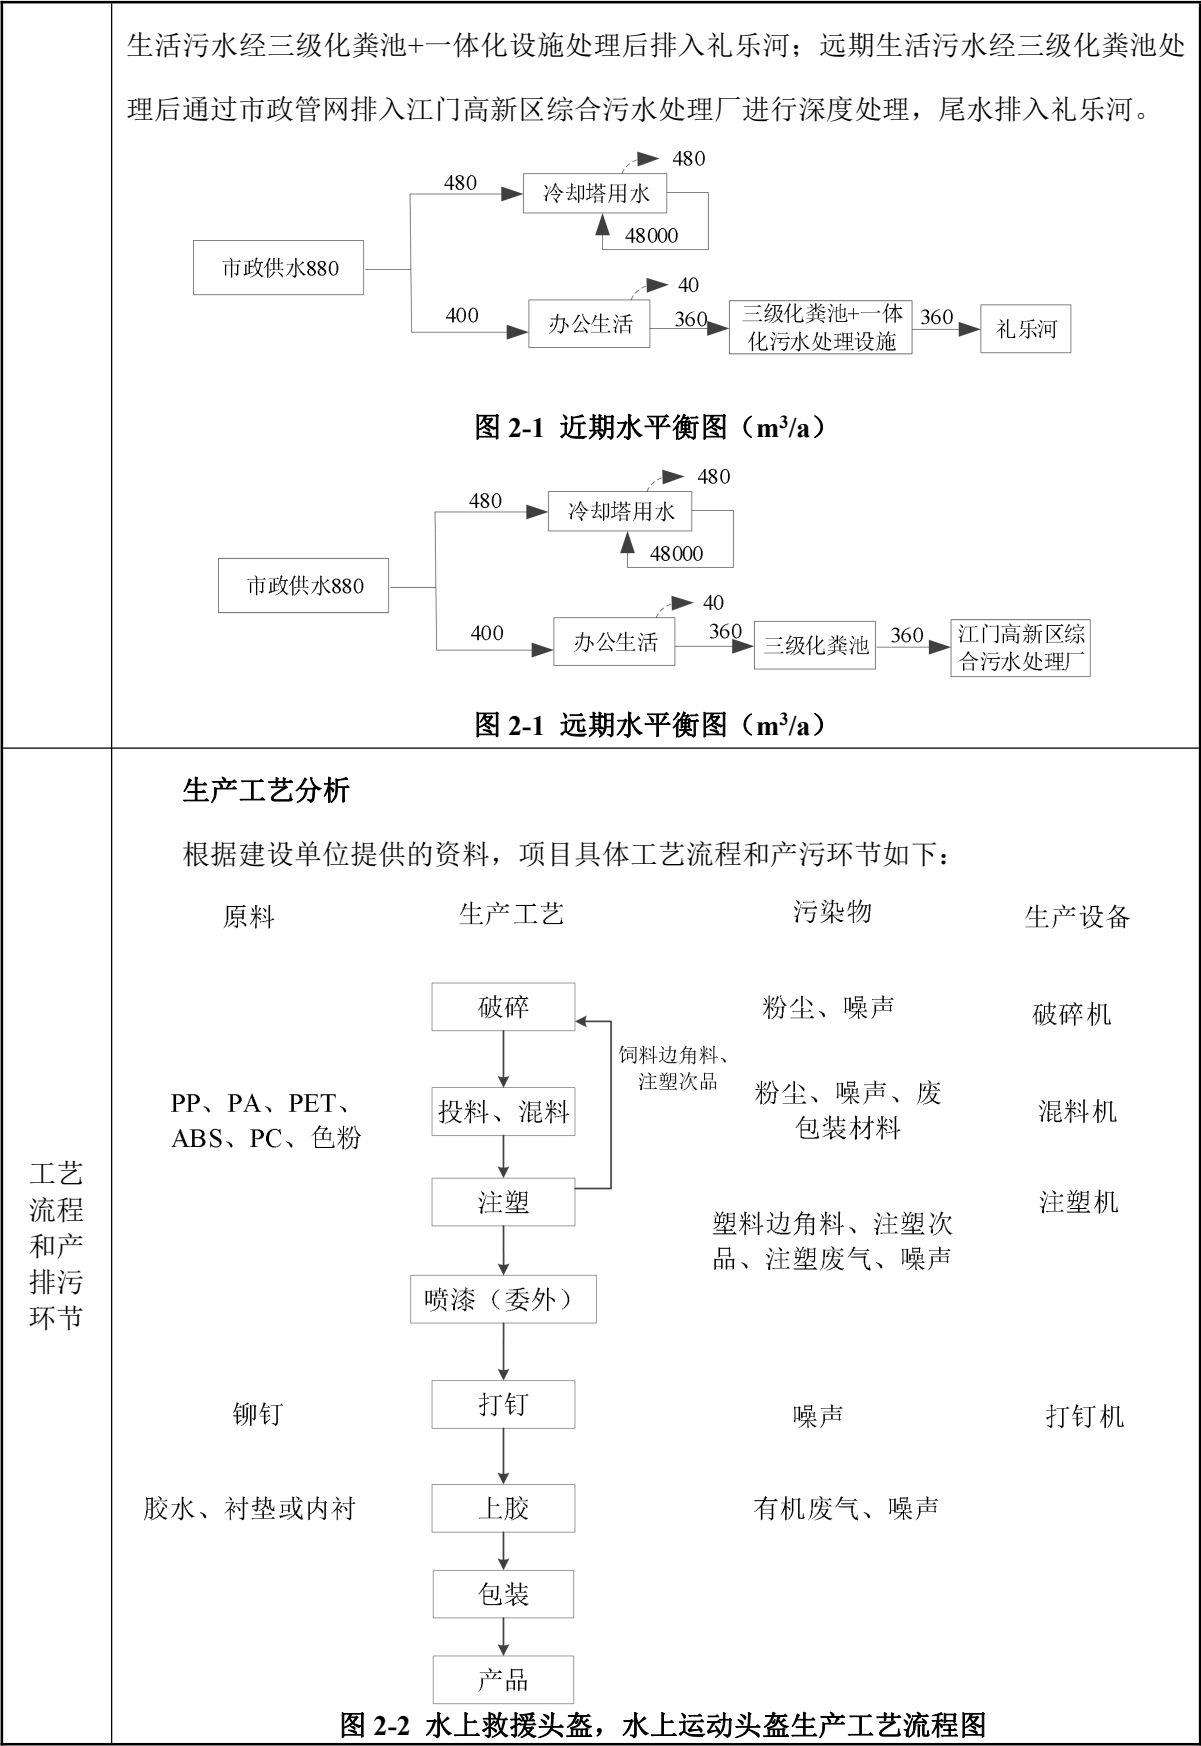 生活污水经三级化粪池+一体化设施处理后排入礼乐河；远期生活污水经三级化粪池处
理后通过市政管网排入江门高新区综合污水处理厂进行深度处理，尾水排入礼乐河。
480
480
冷却塔用水
48000
市政供水880
40
400
办公生活
360
三级化粪池+一体
化污水处理设施
360
礼乐河
图 2-1 近期水平衡图（m³/a）
480
480
冷却塔用水
48000
市政供水880
40
400
办公生活
360
三级化粪池
360
江门高新区综
合污水处理厂
图 2-1 远期水平衡图（m³/a）
工艺
流程
和产
排污
环节
生产工艺分析
根据建设单位提供的资料，项目具体工艺流程和产污环节如下：
原料
生产工艺
污染物
生产设备
破碎
粉尘、噪声
破碎机
饲料边角料、
注塑次品
PP、PA、PET、
ABS、PC、色粉
投料、混料
粉尘、噪声、废
包装材料
混料机
注塑
塑料边角料、注塑次
品、注塑废气、噪声
注塑机
喷漆（委外）
铆钉
打钉
噪声
打钉机
胶水、衬垫或内衬
上胶
有机废气、噪声
包装
产品
图 2-2 水上救援头盔，水上运动头盔生产工艺流程图